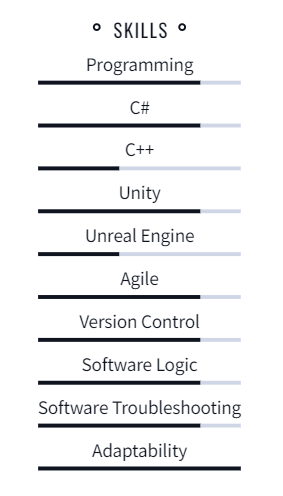 SKILLS
Programming
C#
C++
Unity
Unreal Engine
Agile
Version Control
Software Logic
Software Troubleshooting
Adaptability